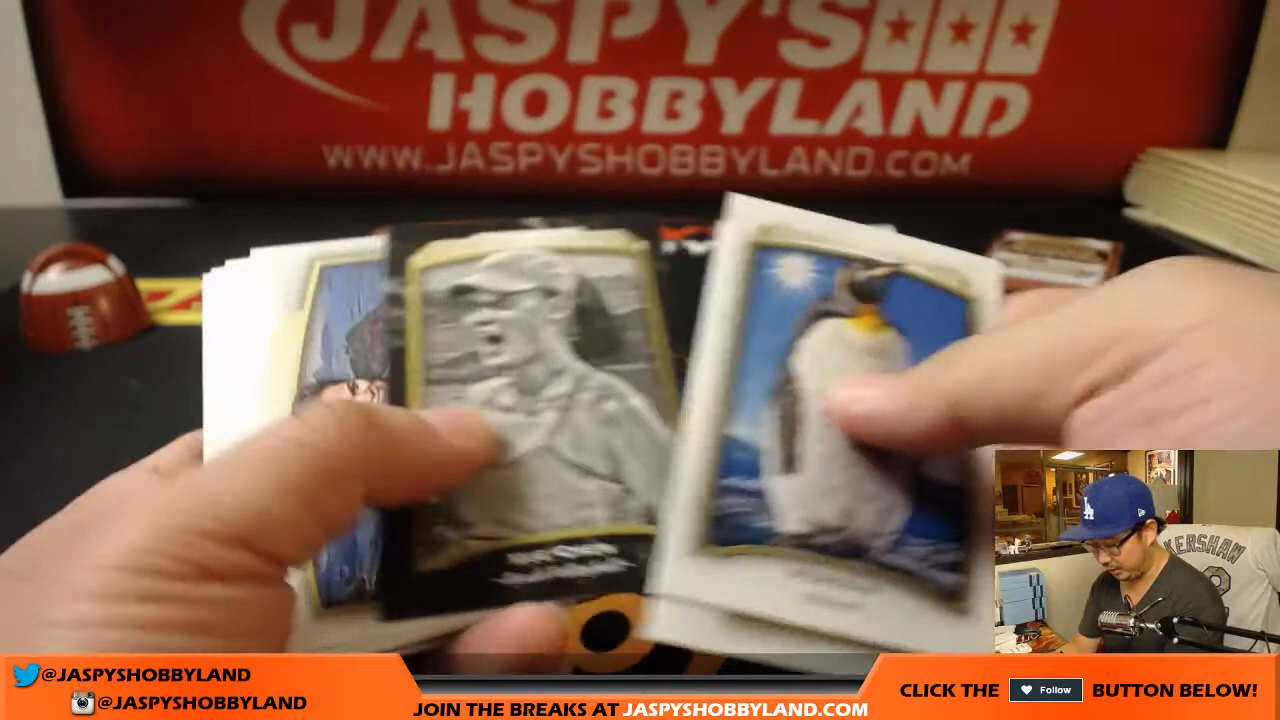 JASPY'S
HOBBYLAND
WWW.JASPYSHOBBYLAND.COM
LA
KERSHAW
@JASPYSHOBBYLAND
@JASPYSHOBBYLAND
JOIN THE BREAKS AT JASPYSHOBBYLAND.COM
CLICK THE Follow BUTTON BELOW!